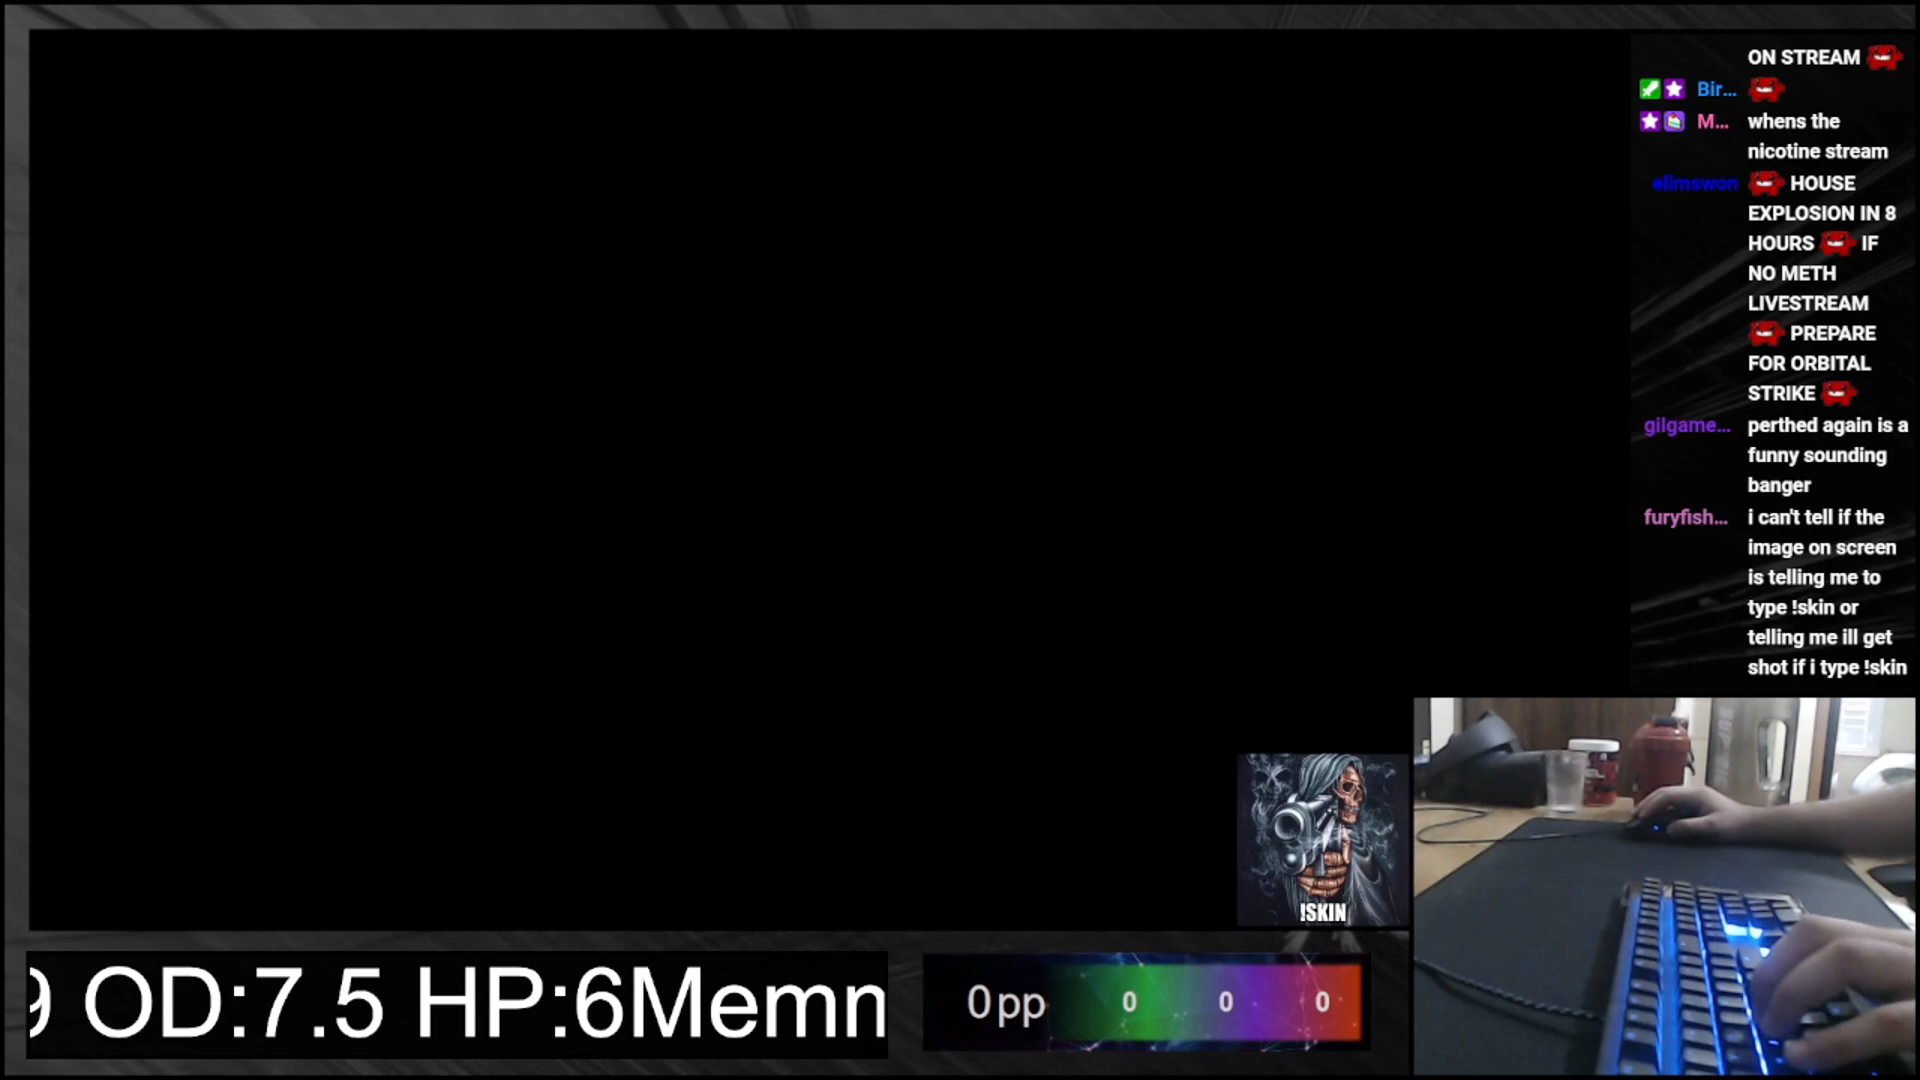 ON STREAM
Bir...
M... whens the
nicotine stream
elimswon HOUSE
EXPLOSION IN 8
HOURS IF
NO METH
LIVESTREAM
PREPARE
FOR ORBITAL
STRIKE
gilgame... perthed again is a
funny sounding
banger
furyfish... i can't tell if the
image on screen
is telling me to
type !skin or
telling me ill get
shot if i type !skin
!SKIN
9 OD:7.5 HP:6Memn
0pp 0 0 0